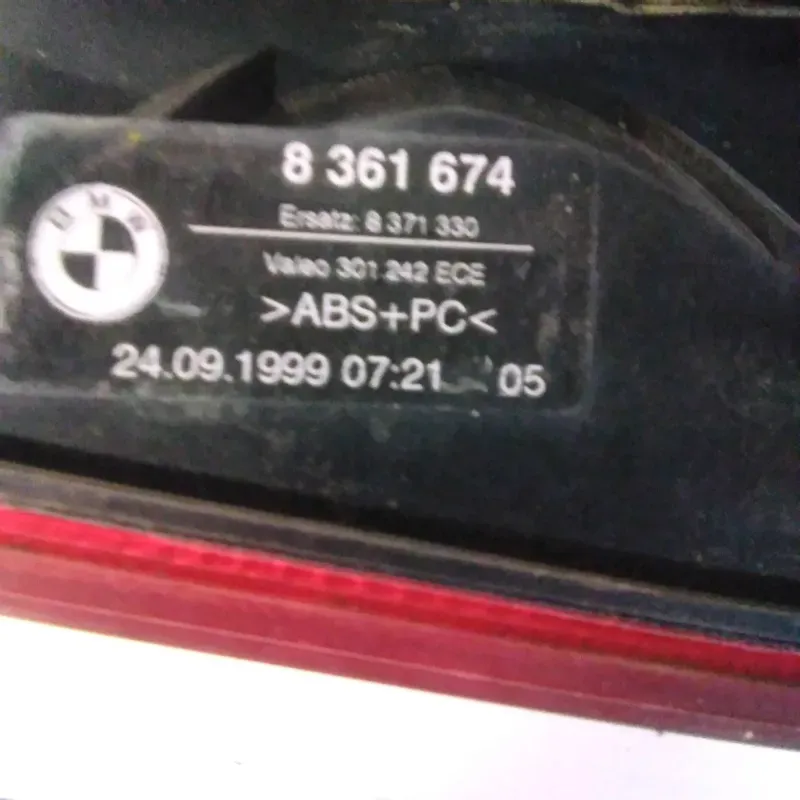 8 361 674
BMW
Ersatz: 8 371 330
Valeo 301 242 ECE
>ABS+PC<
24.09.1999 07:21 05